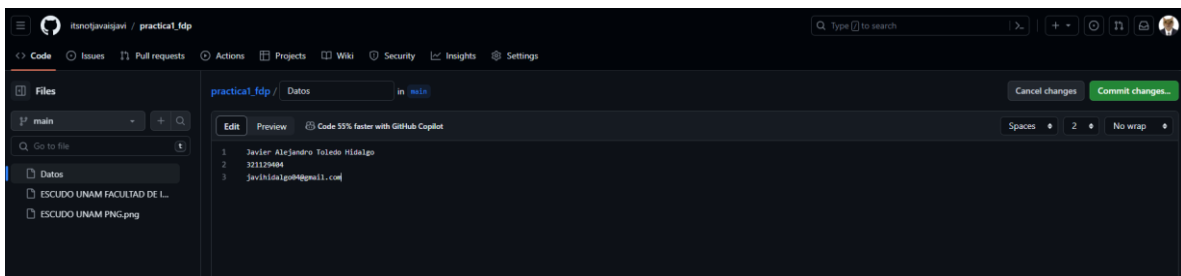 itsnotjavaisjavi / practica1_fdp
Type / to search
Code Issues Pull requests Actions Projects Wiki Security Insights Settings
Files
practica1_fdp / Datos in main
Cancel changes Commit changes...
main
Edit Preview Code 55% faster with GitHub Copilot
Spaces 2 No wrap
Go to file t
1 Javier Alejandro Toledo Hidalgo
2 321129404
3 javihidalgo04@gmail.com
Datos
ESCUDO UNAM FACULTAD DE I...
ESCUDO UNAM PNG.png